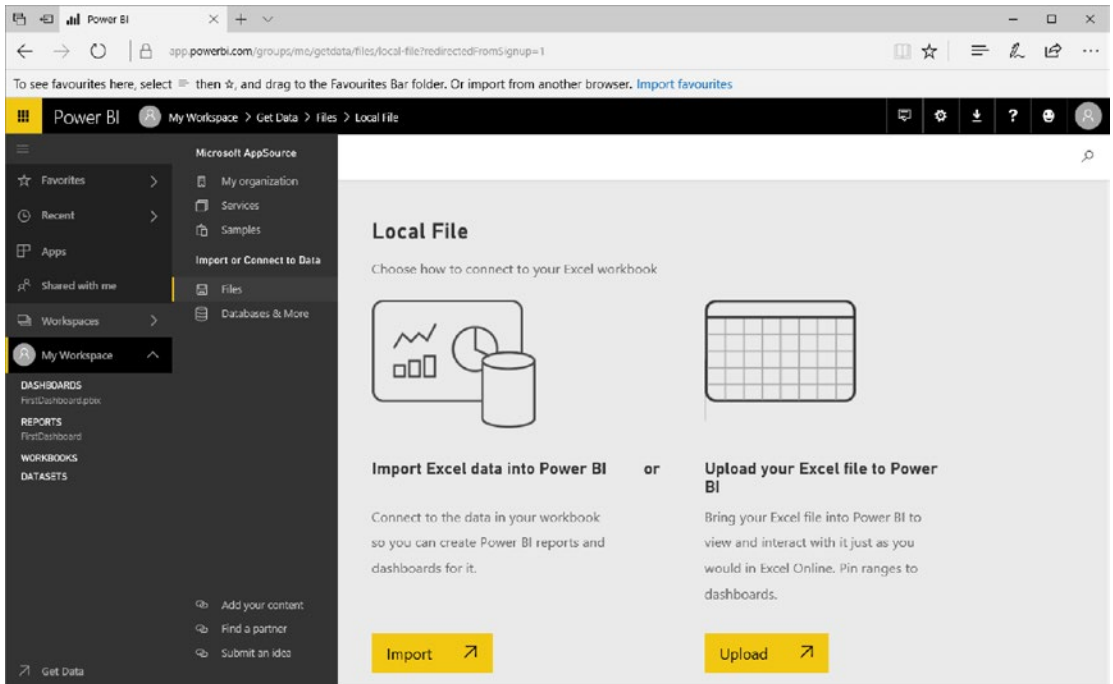 Power BI
app.powerbi.com/groups/me/getdata/files/local-file?redirectedFromSignup=1
To see favourites here, select then ☆, and drag to the Favourites Bar folder. Or import from another browser. Import favourites
Power BI My Workspace > Get Data > Files > Local File
Favorites
Recent
Apps
Shared with me
Workspaces
My Workspace
DASHBOARDS
FirstDashboard.pbix
REPORTS
FirstDashboard
WORKBOOKS
DATASETS
Get Data
Microsoft AppSource
My organization
Services
Samples
Import or Connect to Data
Files
Databases & More
Add your content
Find a partner
Submit an idea
Local File
Choose how to connect to your Excel workbook
Import Excel data into Power BI
Connect to the data in your workbook
so you can create Power BI reports and
dashboards for it.
Import
or
Upload your Excel file to Power
BI
Bring your Excel file into Power BI to
view and interact with it just as you
would in Excel Online. Pin ranges to
dashboards.
Upload